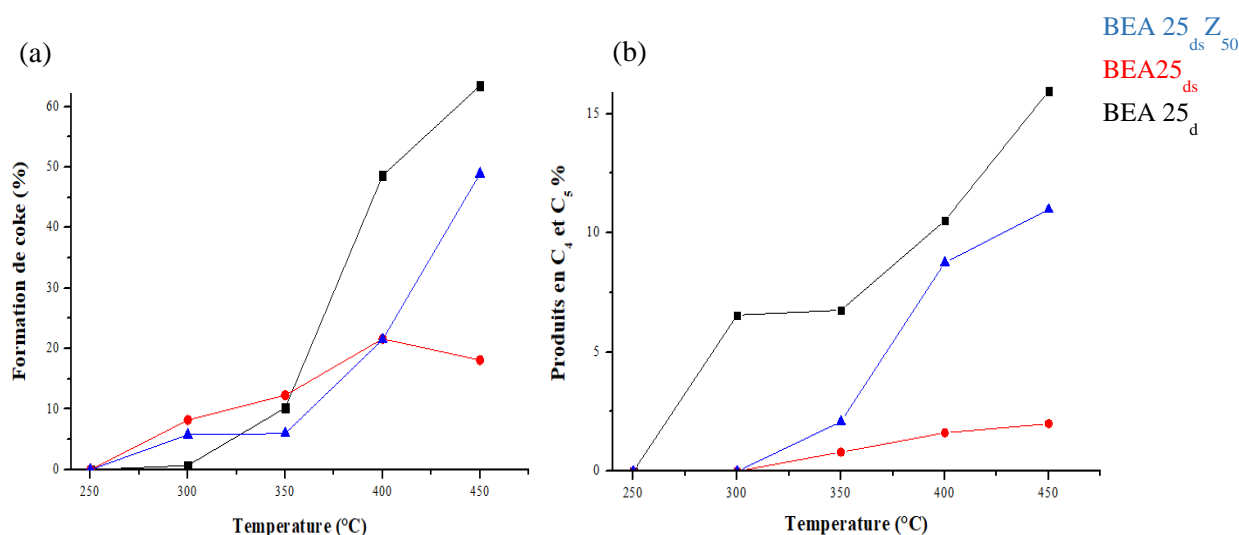 (a)
Formation de coke (%)
60
50
40
30
20
10
0
250 300 350 400 450
Temperature (°C)
(b)
Produits en C4 et C5 %
15
10
5
0
250 300 350 400 450
Temperature (°C)
BEA 25dsZ50
BEA25ds
BEA 25d